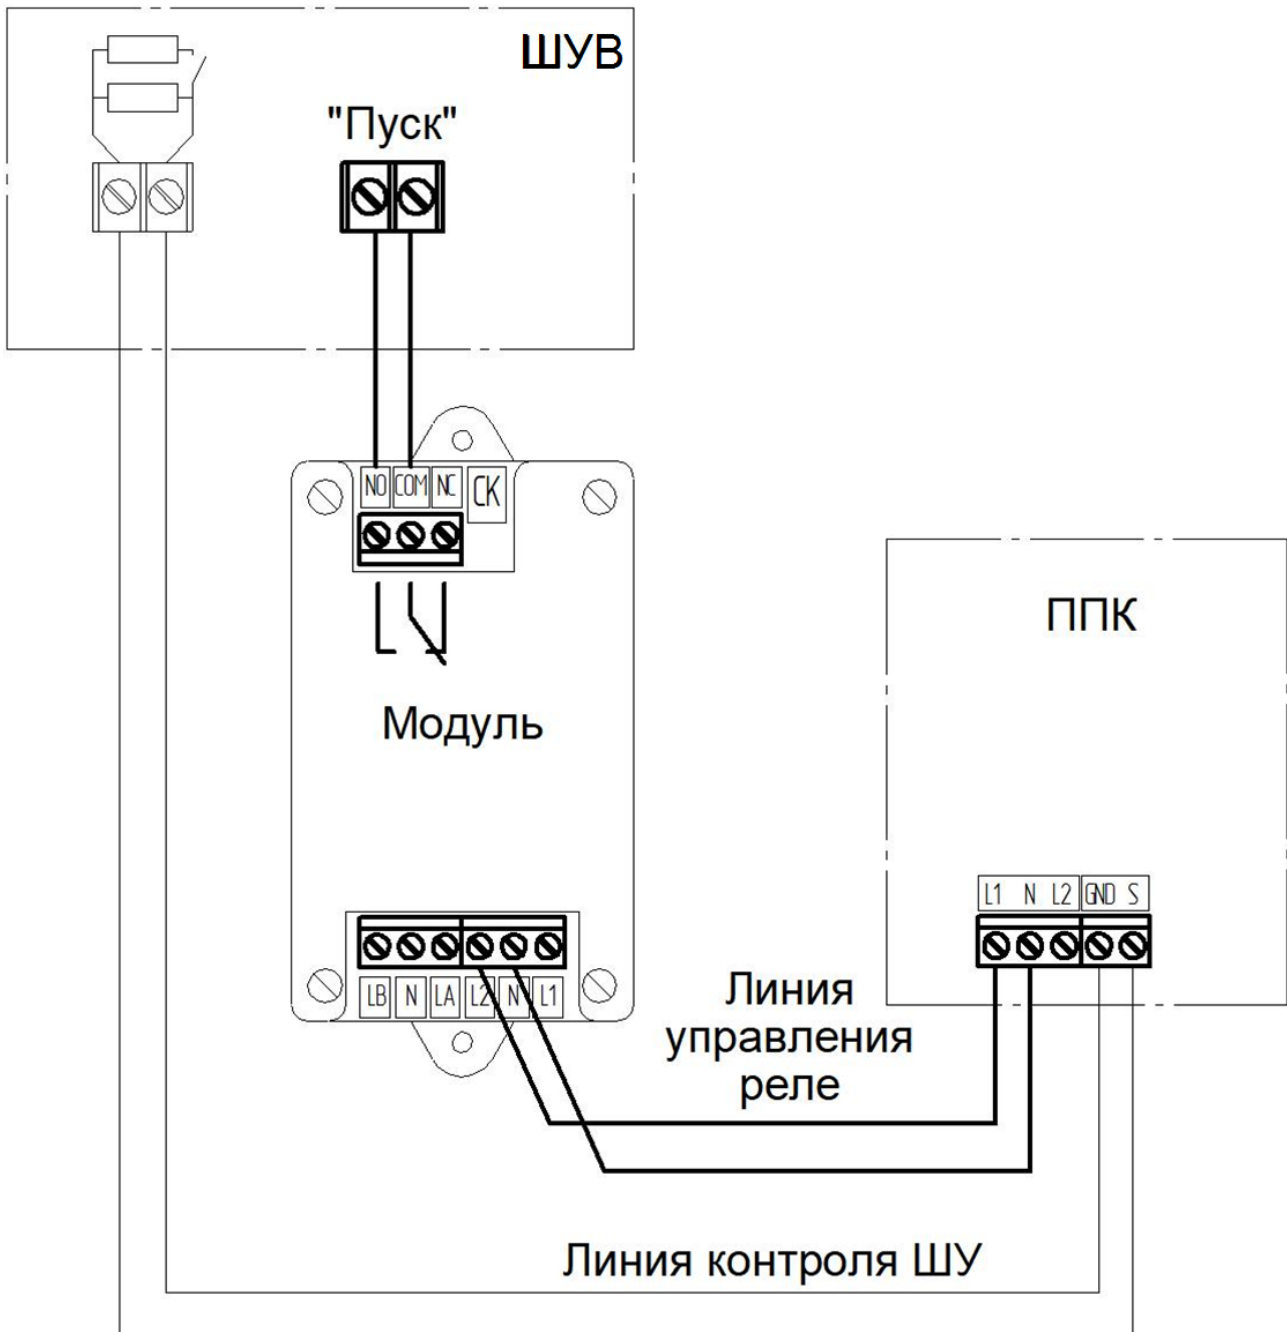 ШУВ
"Пуск"
NO COM NC CK
ППК
Модуль
L1 N L2 GND S
LB N LA L2 N L1
Линия
управления
реле
Линия контроля ШУ